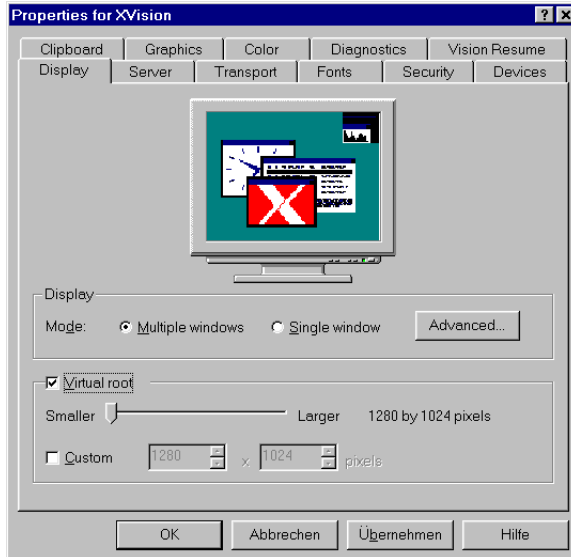 Properties for XVision
Clipboard Graphics Color Diagnostics Vision Resume
Display Server Transport Fonts Security Devices
Display
Mode: Multiple windows Single window Advanced...
Virtual root
Smaller Larger 1280 by 1024 pixels
Custom 1280 x 1024 pixels
OK Abbrechen Übernehmen Hilfe